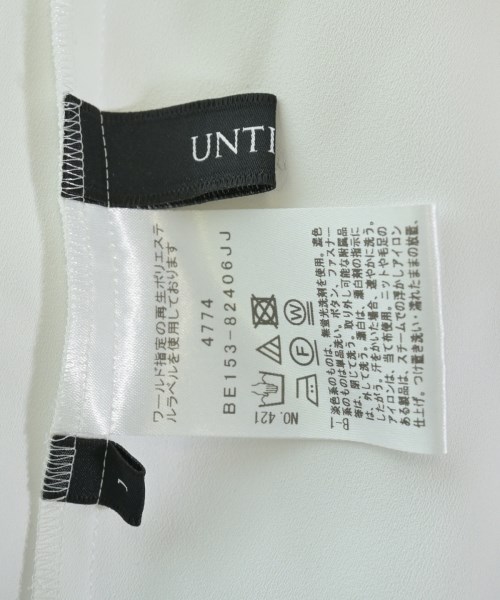 UNTI
ワールド指定の再生ポリエステ
ルラベルを使用しております
4774
BE153-82406JJ
NO. 421
F
W
淡色系のものは、無蛍光洗剤を使用。濃色
系のものは単品洗い。ボタン、ファスナー
等は、閉じて洗う。取り外し可能な附属品
は、外して洗う。漂白は、漂白剤の指示に
したがう。汗をかいた場合、速やかに洗う。
アイロンは、当て布使用。ニットや毛足の
ある製品は、スチームでの浮かしアイロン
仕上げ。つけ置き洗い・濡れたままの放置、